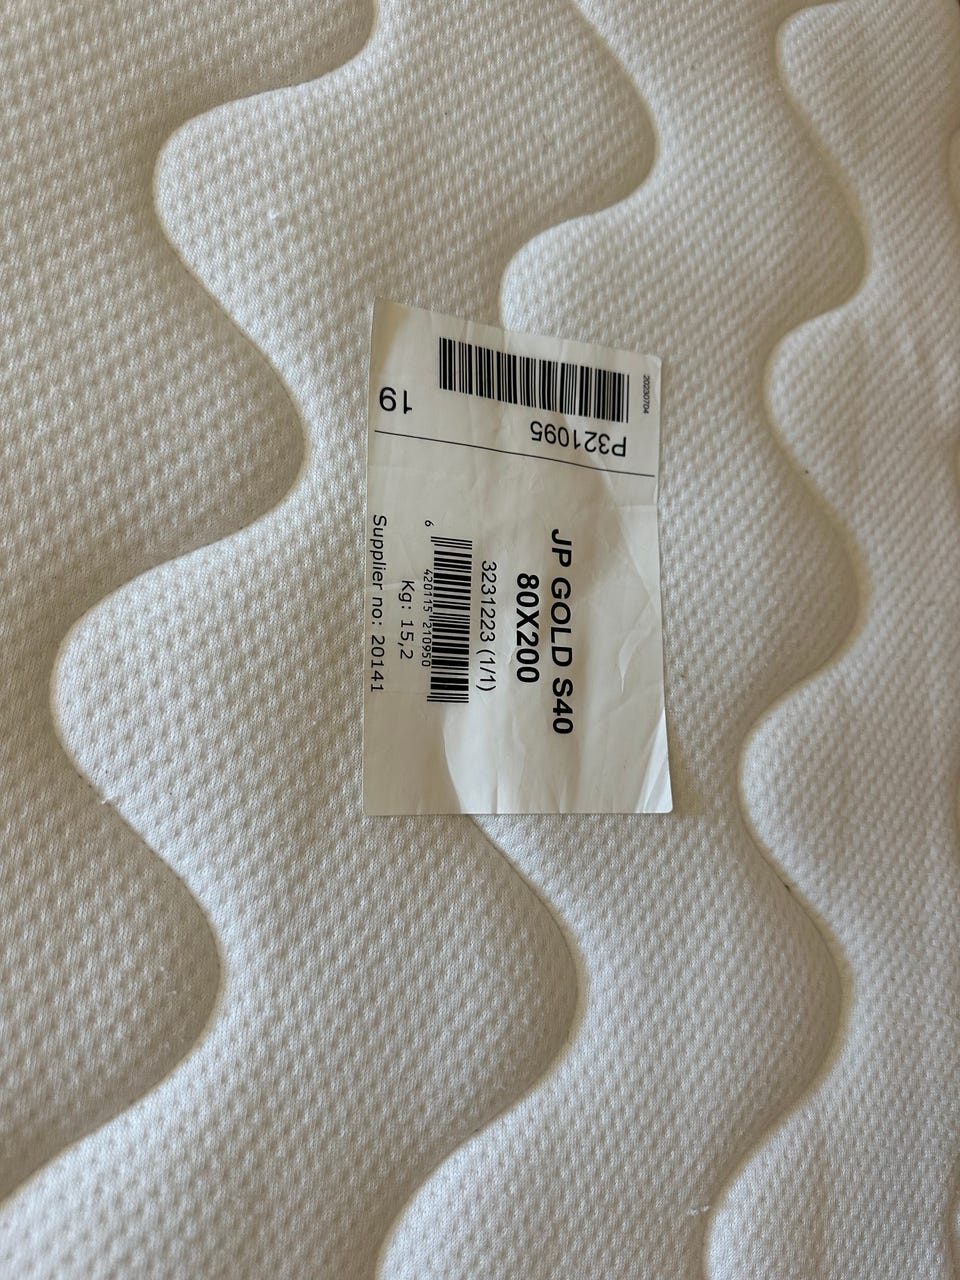 20230704
P321095
19
JP GOLD S40
80X200
3231223 (1/1)
6 420115 210950
Kg: 15,2
Supplier no: 20141